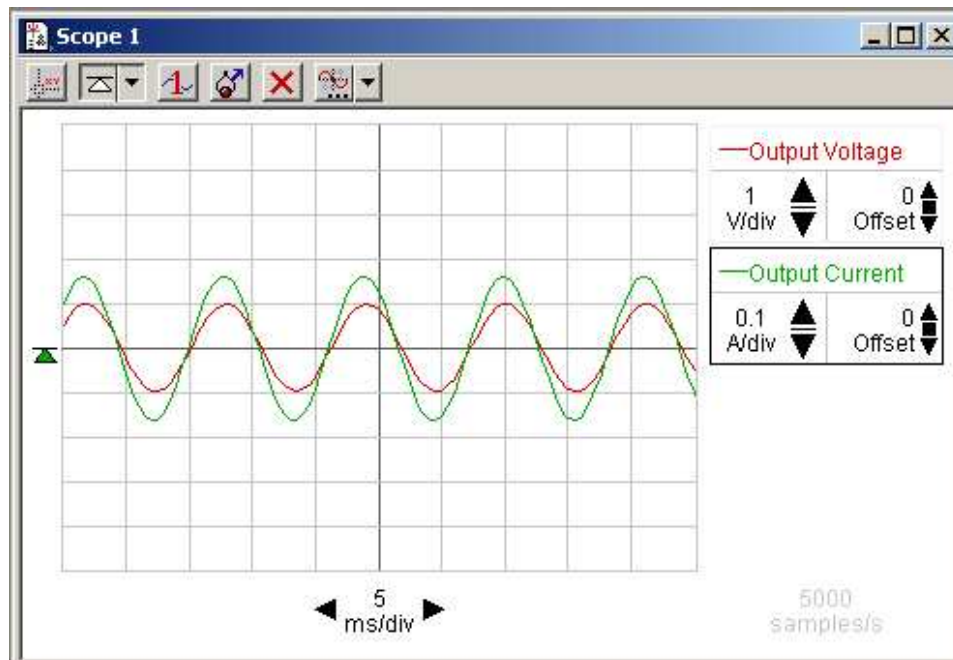 Scope 1
Output Voltage
1
V/div
0
Offset
Output Current
0.1
A/div
0
Offset
5
ms/div
5000
samples/s